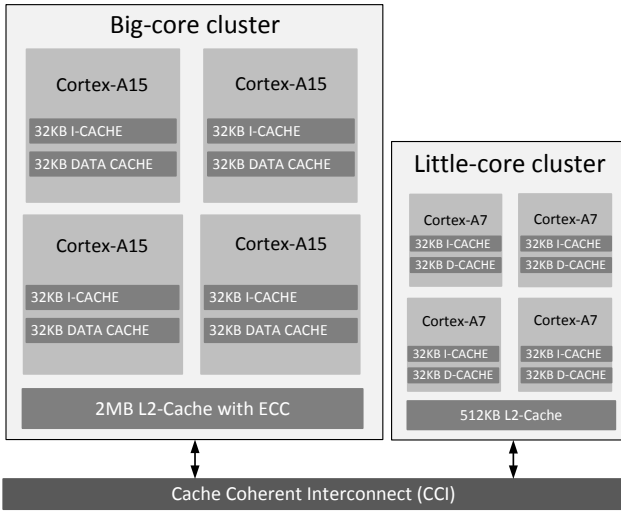 Big-core cluster
Cortex-A15
32KB I-CACHE
32KB DATA CACHE
Cortex-A15
32KB I-CACHE
32KB DATA CACHE
Cortex-A15
32KB I-CACHE
32KB DATA CACHE
Cortex-A15
32KB I-CACHE
32KB DATA CACHE
2MB L2-Cache with ECC
Little-core cluster
Cortex-A7
32KB I-CACHE
32KB D-CACHE
Cortex-A7
32KB I-CACHE
32KB D-CACHE
Cortex-A7
32KB I-CACHE
32KB D-CACHE
Cortex-A7
32KB I-CACHE
32KB D-CACHE
512KB L2-Cache
Cache Coherent Interconnect (CCI)